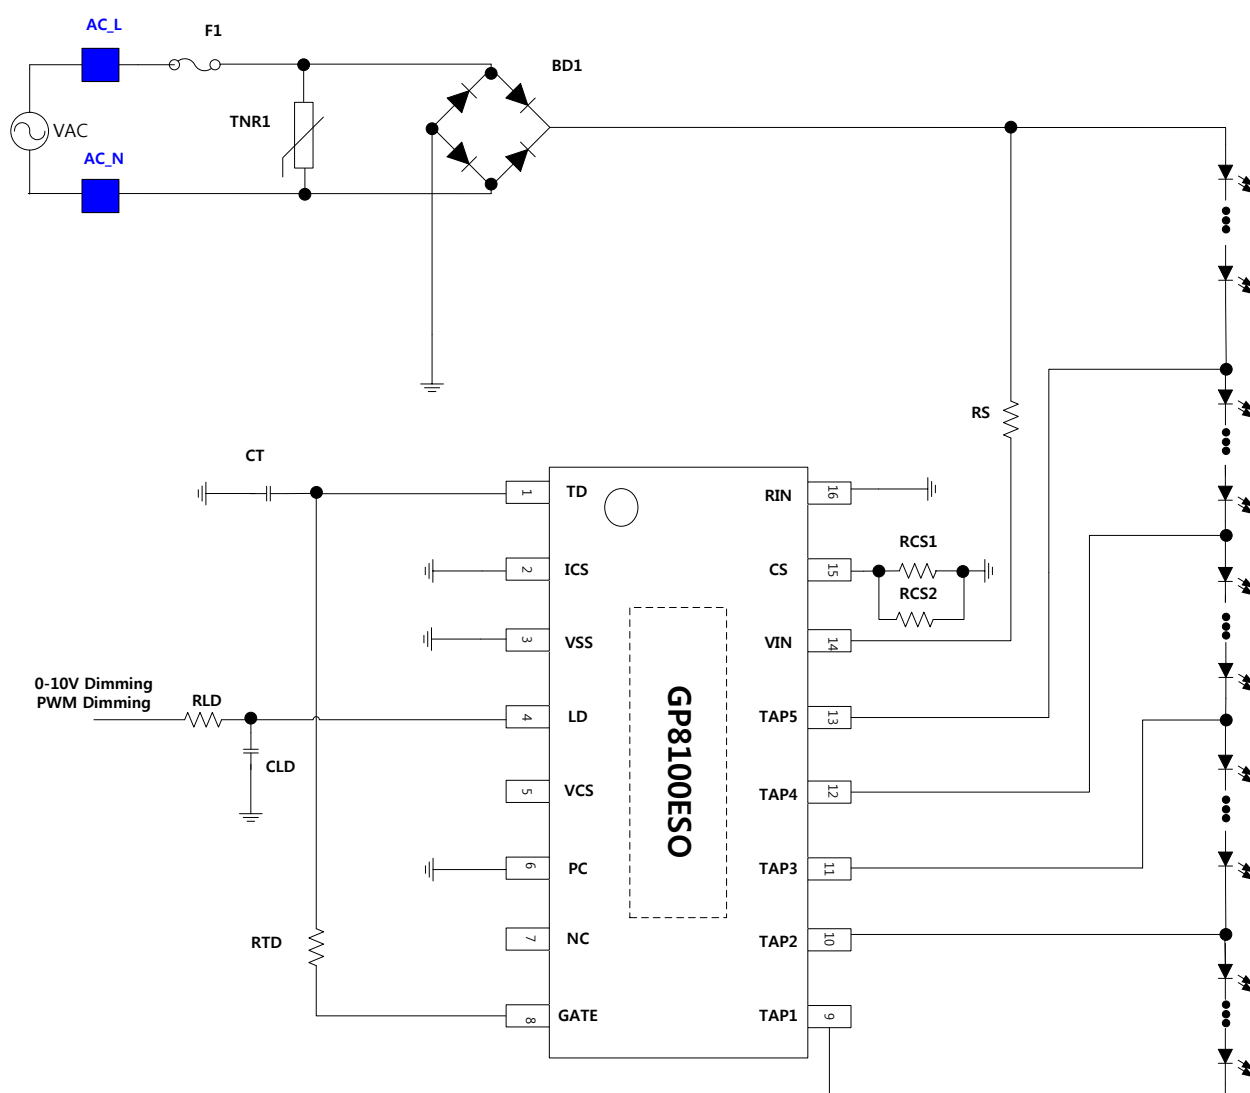 AC_L
F1
BD1
TNR1
VAC
AC_N
RS
CT
1
TD
RIN
16
2
ICS
CS
15
RCS1
RCS2
3
VSS
VIN
14
0-10V Dimming
PWM Dimming
RLD
4
LD
TAP5
13
CLD
5
VCS
TAP4
12
GP8100ESO
6
PC
TAP3
11
RTD
7
NC
TAP2
10
8
GATE
TAP1
9